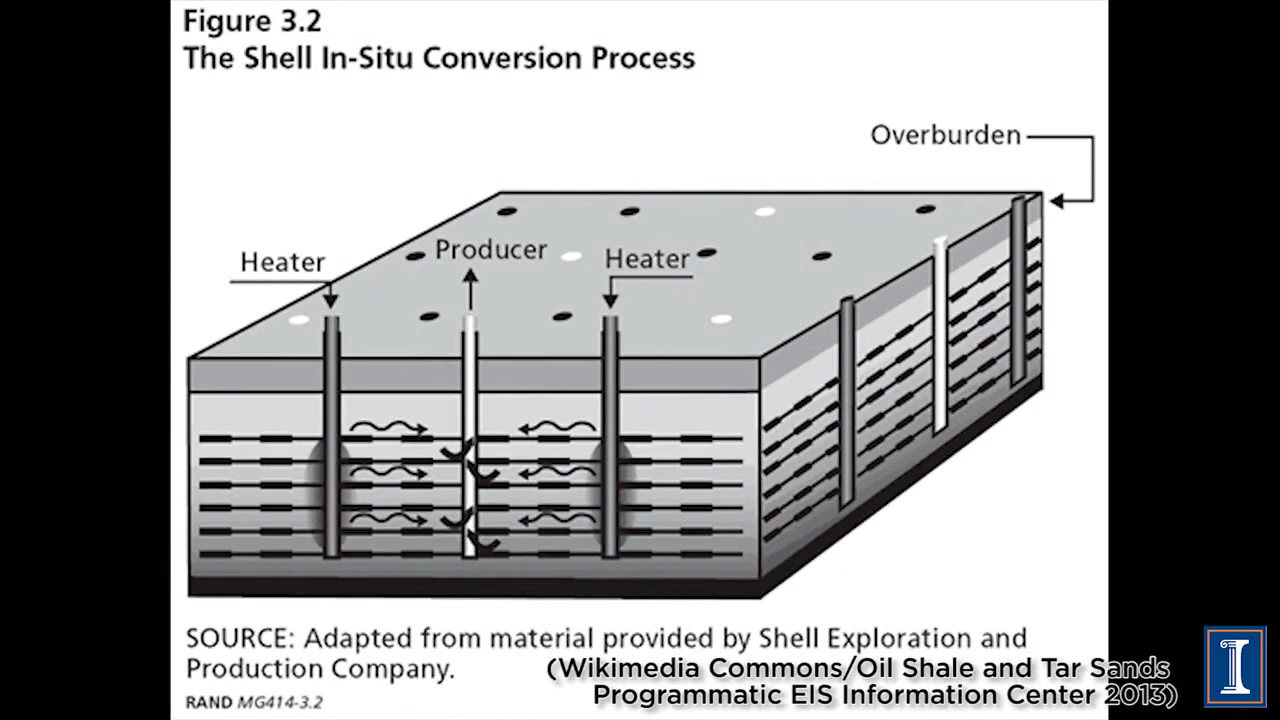 Figure 3.2
The Shell In-Situ Conversion Process
Overburden
Heater
Producer
Heater
SOURCE: Adapted from material provided by Shell Exploration and
Production Company.
(Wikimedia Commons/Oil Shale and Tar Sands
Programmatic EIS Information Center 2013)
RAND MG414-3.2
I